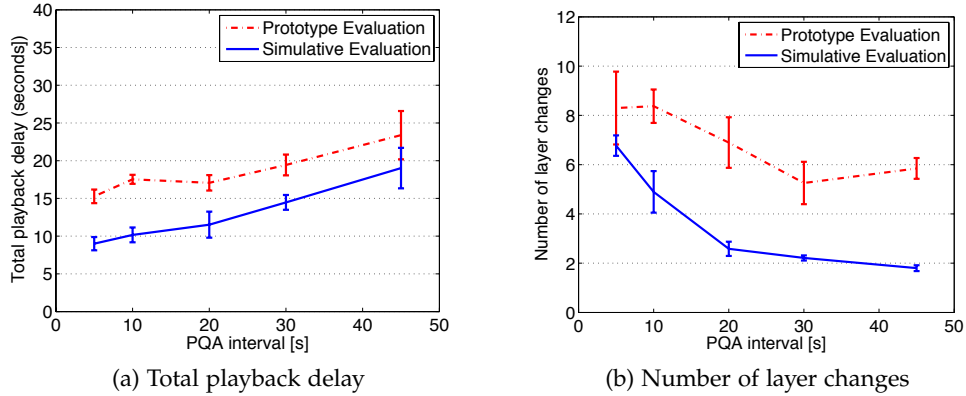 40
35
30
25
20
15
10
5
0
Total playback delay (seconds])
Prototype Evaluation
Simulative Evaluation
0 10 20 30 40 50
PQA interval [s]
(a) Total playback delay
12
10
8
6
4
2
0
Number of layer changes
Prototype Evaluation
Simulative Evaluation
0 10 20 30 40 50
PQA interval [s]
(b) Number of layer changes